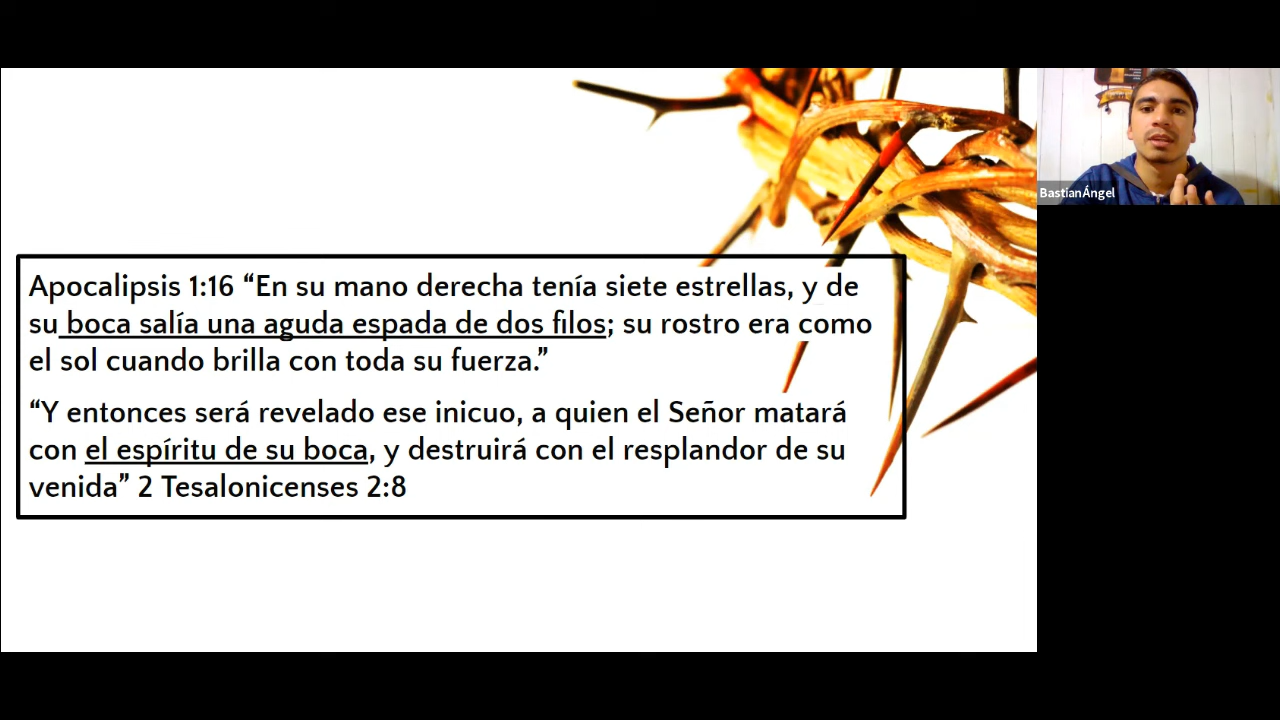 Apocalipsis 1:16 “En su mano derecha tenía siete estrellas, y de
su boca salía una aguda espada de dos filos; su rostro era como
el sol cuando brilla con toda su fuerza.”
“Y entonces será revelado ese inicuo, a quien el Señor matará
con el espíritu de su boca, y destruirá con el resplandor de su
venida” 2 Tesalonicenses 2:8
BastianÁngel